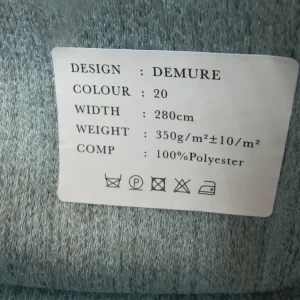 DESIGN : DEMURE
COLOUR : 20
WIDTH : 280cm
WEIGHT : 350g/m²±10/m²
COMP : 100%Polyester